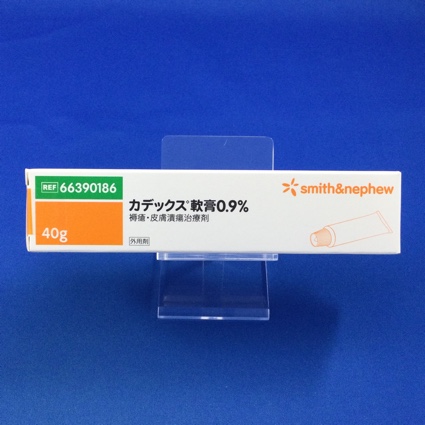 REF 66390186
40g
カデックス®軟膏0.9%
褥瘡・皮膚潰瘍治療剤
外用剤
smith&nephew